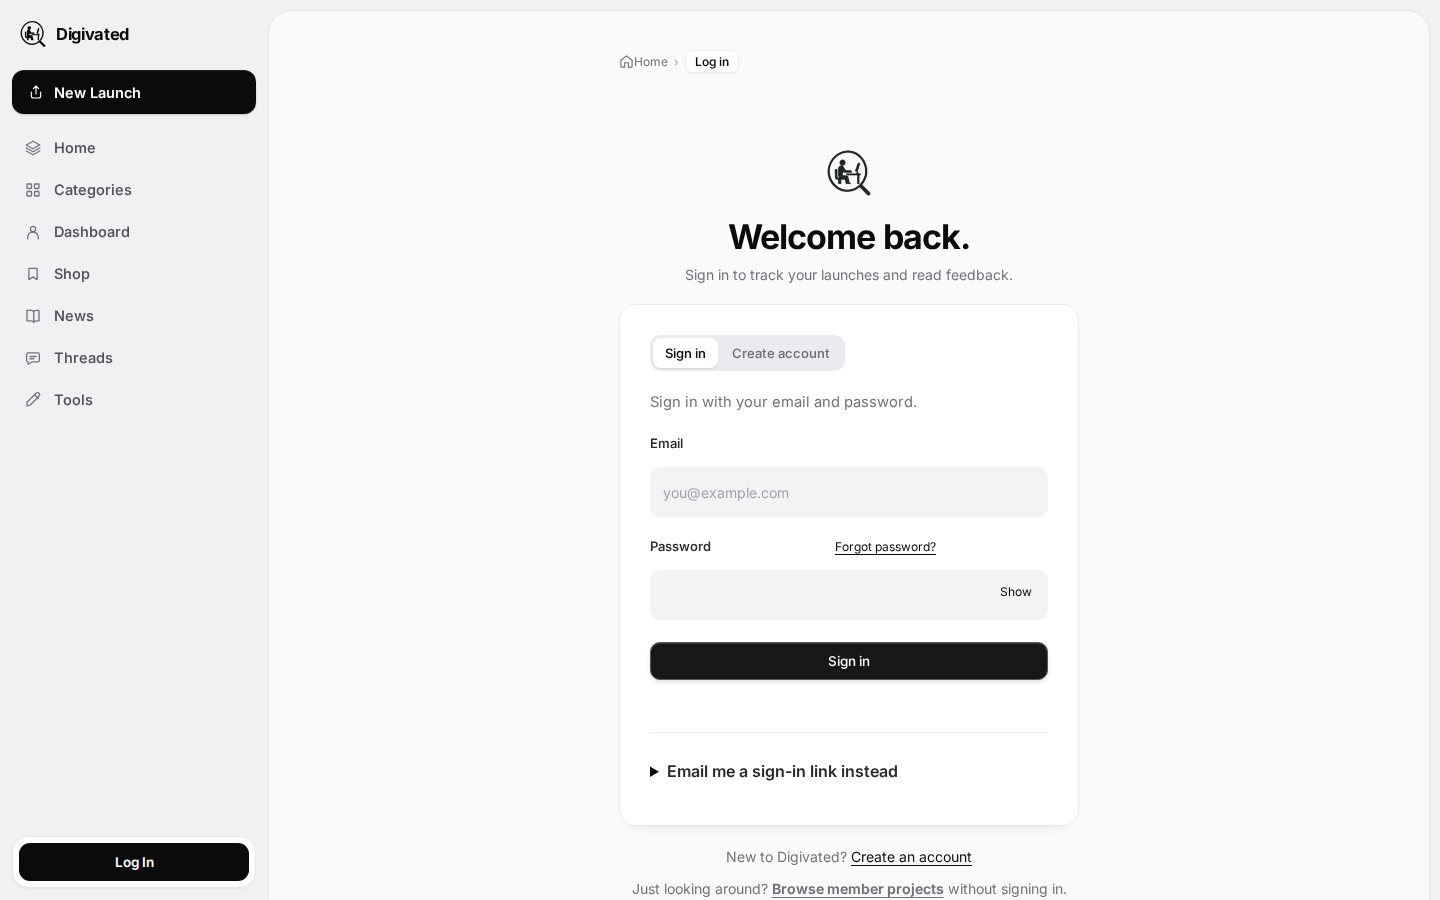 Digivated
New Launch
Home
Categories
Dashboard
Shop
News
Threads
Tools
Log In
Home › Log in
Welcome back.
Sign in to track your launches and read feedback.
Sign in Create account
Sign in with your email and password.
Email
you@example.com
Password Forgot password?
Show
Sign in
Email me a sign-in link instead
New to Digivated? Create an account
Just looking around? Browse member projects without signing in.